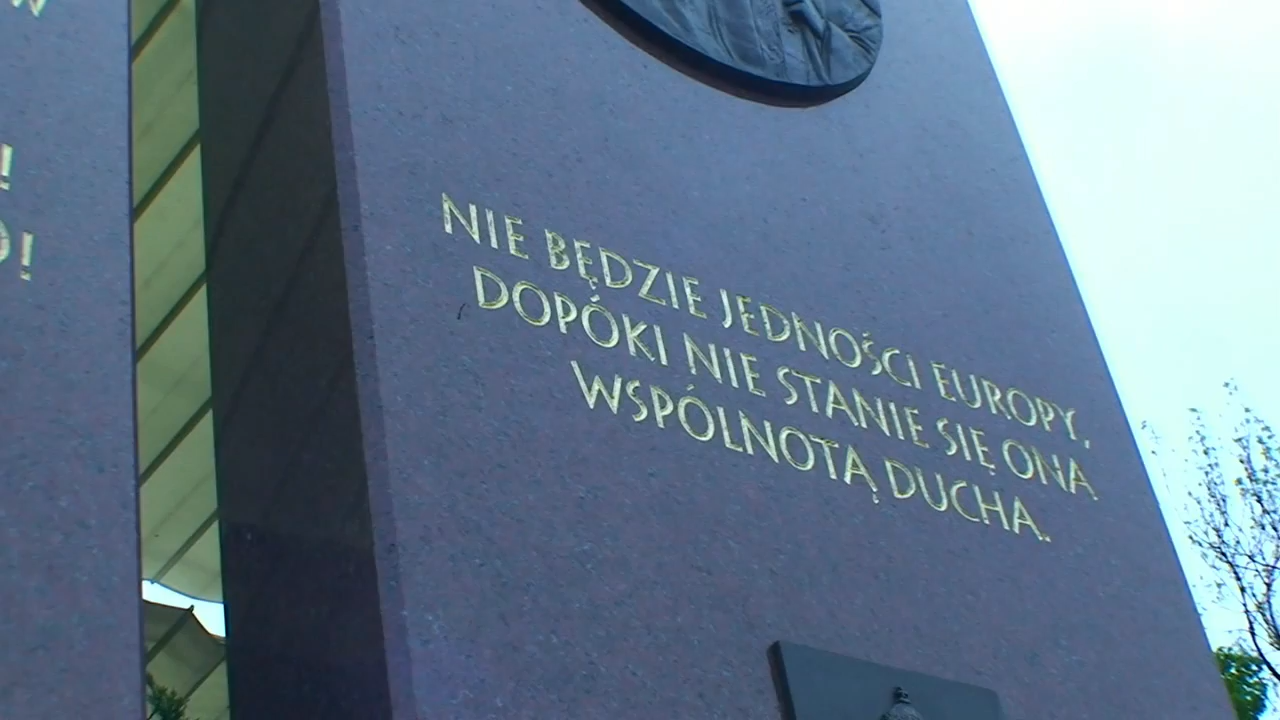 W
!
O!
NIE BĘDZIE JEDNOŚCI EUROPY,
DOPÓKI NIE STANIE SIĘ ONA
WSPÓLNOTĄ DUCHA.